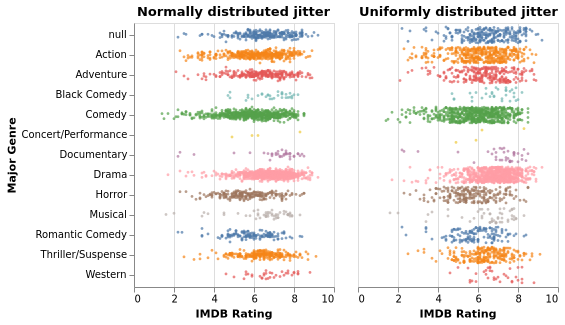 Normally distributed jitter
Uniformly distributed jitter
Major Genre
null
Action
Adventure
Black Comedy
Comedy
Concert/Performance
Documentary
Drama
Horror
Musical
Romantic Comedy
Thriller/Suspense
Western
0 2 4 6 8 10
0 2 4 6 8 10
IMDB Rating
IMDB Rating